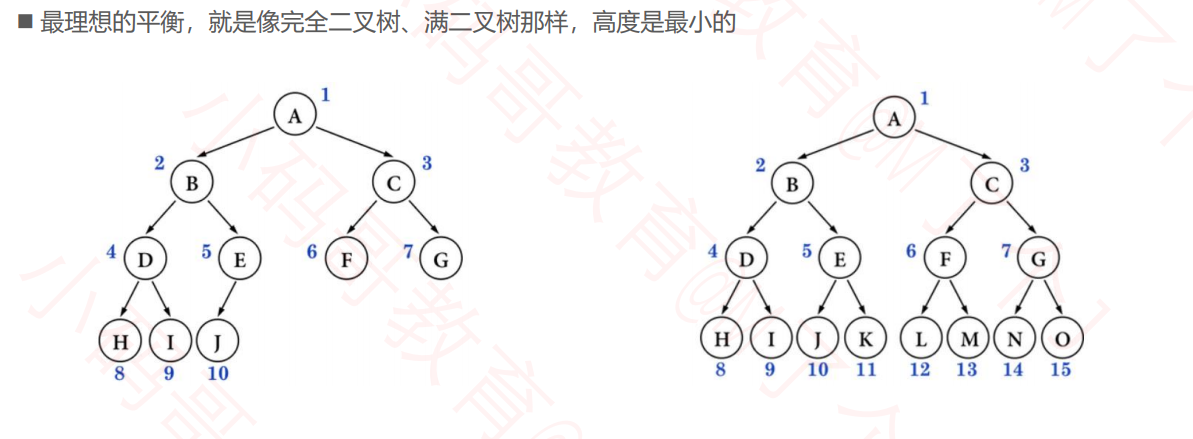 ■ 最理想的平衡，就是像完全二叉树、满二叉树那样，高度是最小的
A 1 A 1
2 B C 3 2 B C 3
4 D 5 E 6 F 7 G 4 D 5 E 6 F 7 G
H I J H I J K L M N O
8 9 10 8 9 10 11 12 13 14 15
小码哥教育@M了个
小码哥教育@M了个